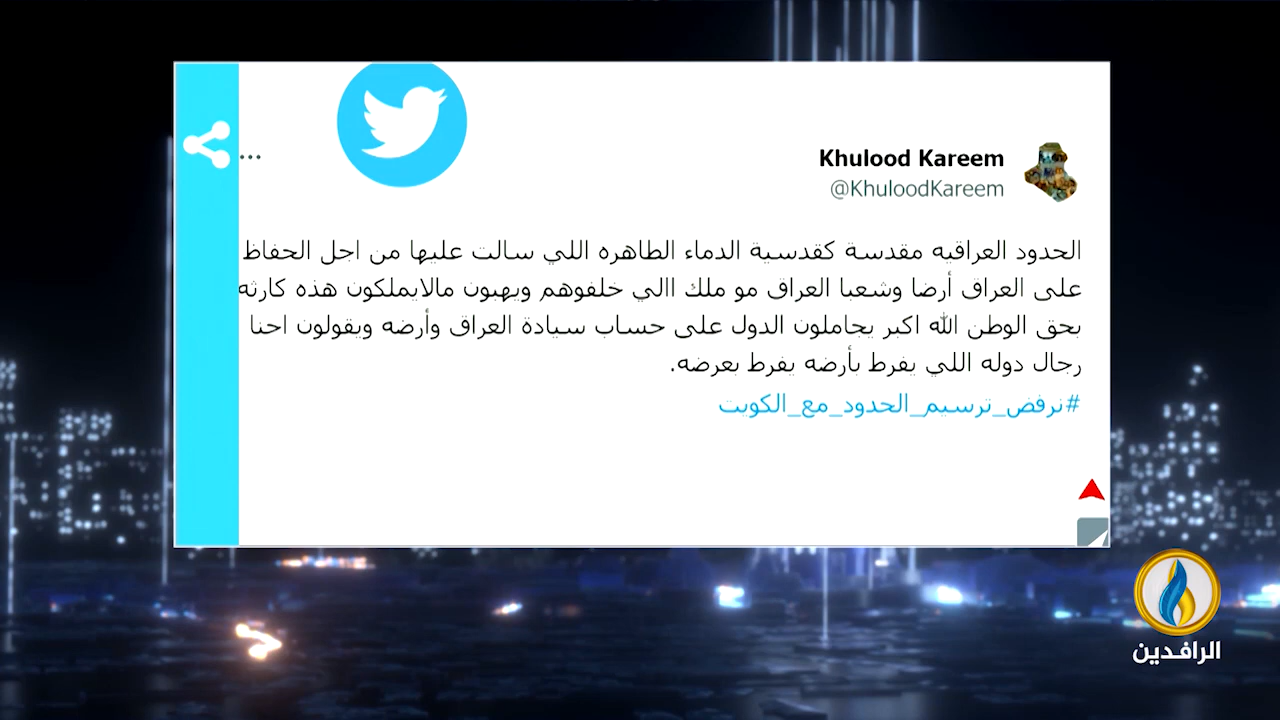 ...
Khulood Kareem
@KhuloodKareem
الحدود العراقيه مقدسة كقدسية الدماء الطاهره اللي سالت عليها من اجل الحفاظ
على العراق أرضا وشعبا العراق مو ملك االي خلفوهم ويهبون مالايملكون هذه كارثه
بحق الوطن الله اكبر يجاملون الدول على حساب سيادة العراق وأرضه ويقولون احنا
رجال دوله اللي يفرط بأرضه يفرط بعرضه.
#نرفض_ترسيم_الحدود_مع_الكويت
الرافدين